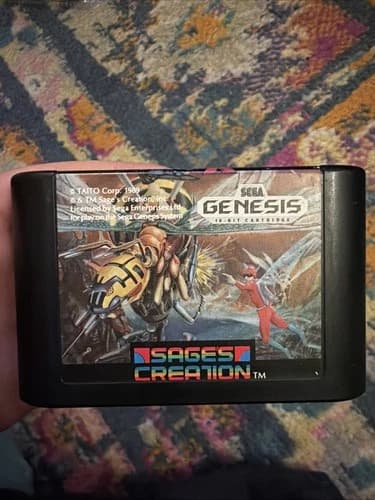 © TAITO Corp. 1989
® & TM Sage's Creation, Inc.
Licensed by Sega Enterprises Ltd.
for play on the Sega Genesis System
SEGA
GENESIS
16-BIT CARTRIDGE
SAGES
CREATION TM